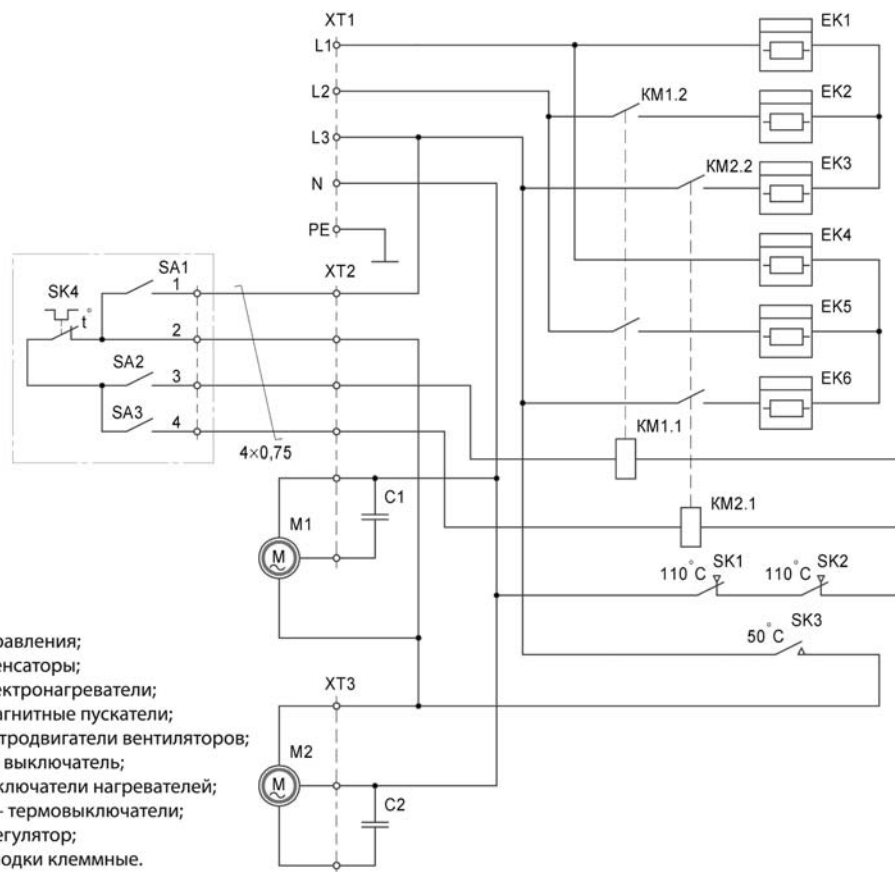 XT1
L1
EK1
L2
KM1.2
EK2
L3
KM2.2
EK3
N
PE
EK4
XT2
SA1
SK4
1
t°
2
EK5
SA2
3
EK6
SA3
4
4×0,75
KM1.1
C1
KM2.1
M1
M
110°C
SK1
110°C
SK2
SK3
50°C
равления;
енсаторы;
ектронагреватели;
агнитные пускатели;
XT3
тродвигатели вентиляторов;
выключатель;
M2
ключатели нагревателей;
M
- термовыключатели;
C2
егулятор;
одки клеммные.